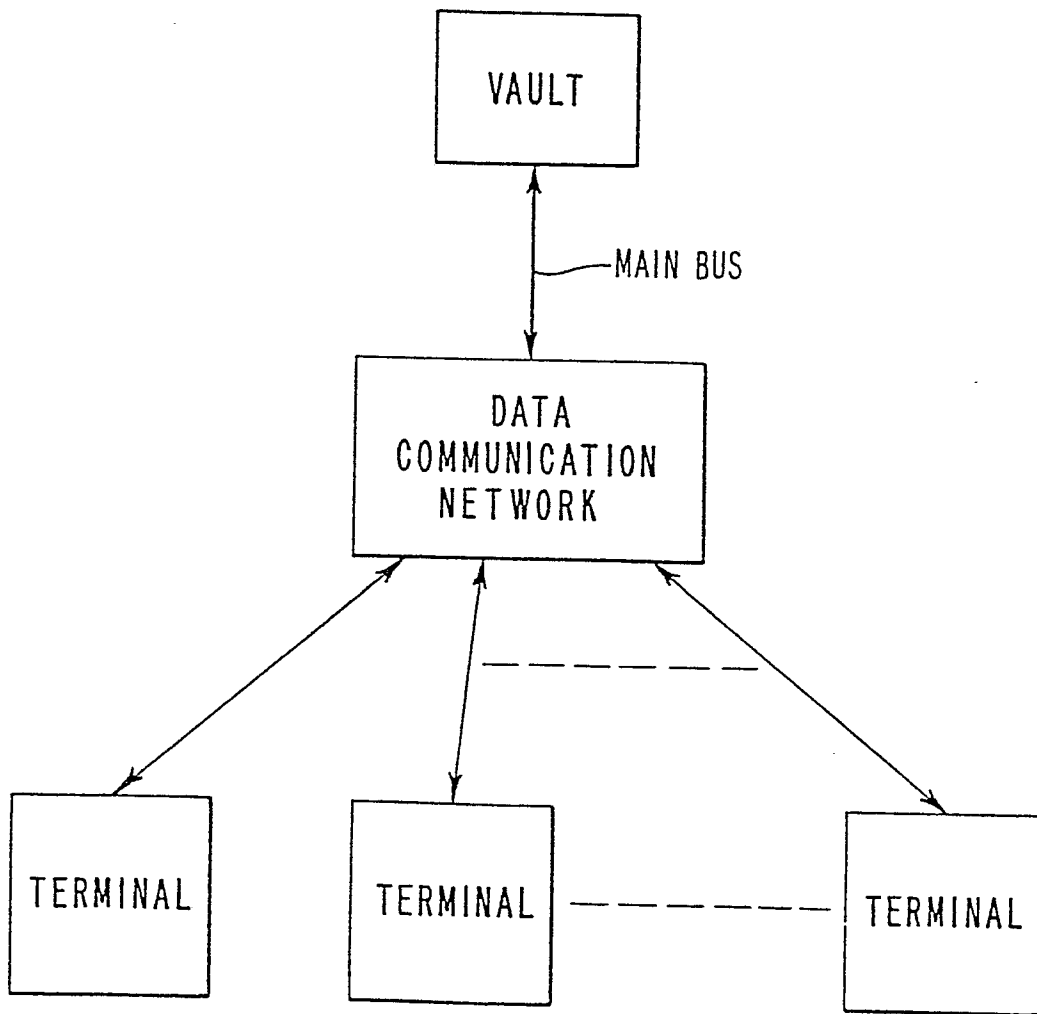 VAULT
MAIN BUS
DATA
COMMUNICATION
NETWORK
TERMINAL
TERMINAL
TERMINAL